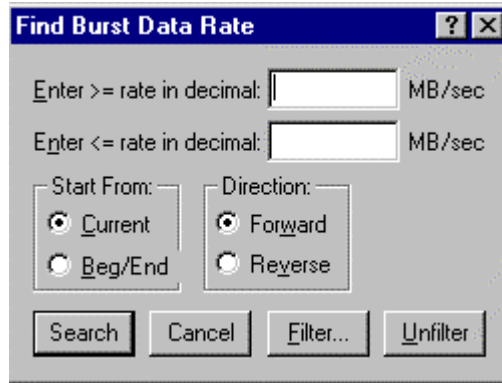 Find Burst Data Rate
Enter >= rate in decimal: MB/sec
Enter <= rate in decimal: MB/sec
Start From: Direction:
Current Forward
Beg/End Reverse
Search Cancel Filter... Unfilter